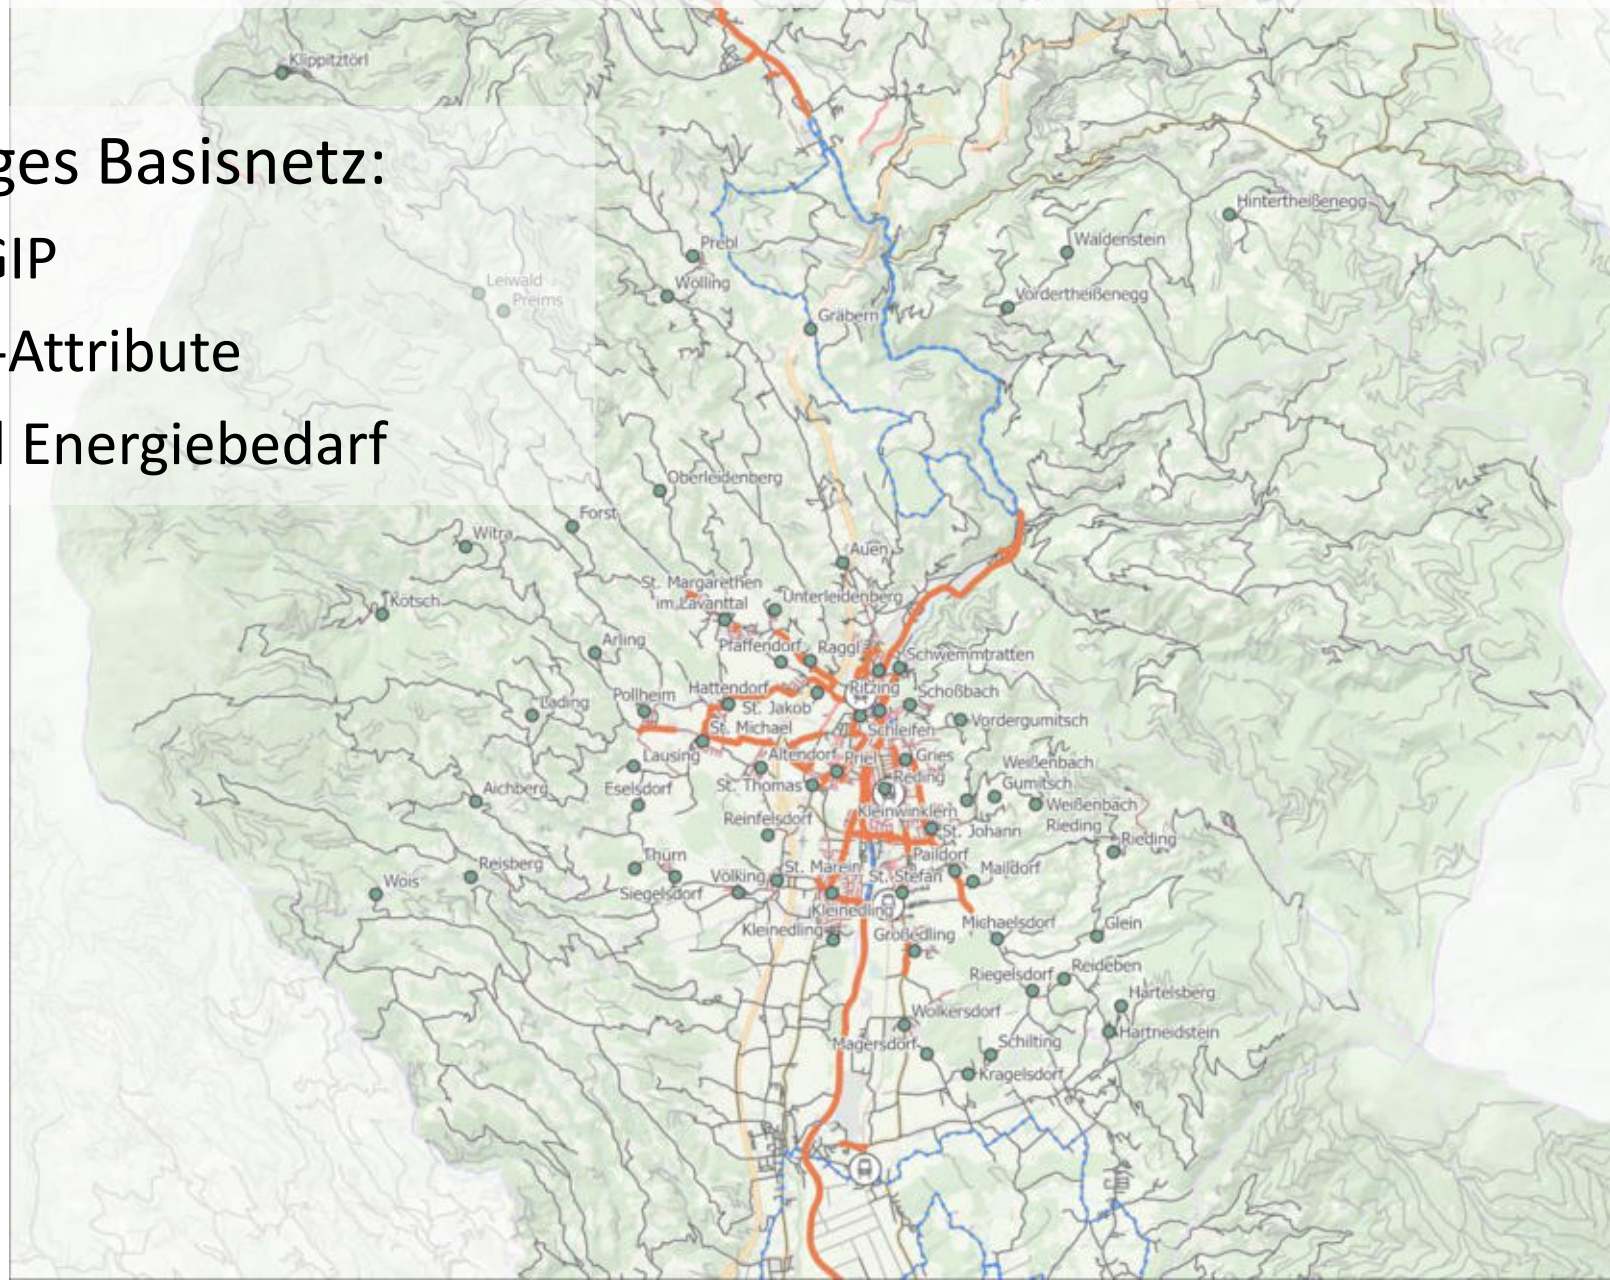 Klippitztörl
ges Basisnetz:
GIP
-Attribute
d Energiebedarf
Hintertheißenegg
Waldenstein
Prebl
Leiwald
Wölling
Preims
Vordertheißenegg
Gräbern
Oberleidenberg
Forst
Witra
Auen
St. Margarethen
im Lavanttal
Unterleidenberg
Kötsch
Arling
Pfaffendorf
Raggla
Schwemmtratten
Hattendorf
Ritzing
Pollheim
Schoßbach
Lading
St. Jakob
Vordergumitsch
St. Michael
Schleifen
Lausing
Altendorf
Priel
Gries
Weißenbach
Gumitsch
Aichberg
Eselsdorf
St. Thomas
Reding
Weißenbach
Rieding
Reinfelsdorf
Kleinwinklern
St. Johann
Rieding
Thürn
Paildorf
Reisberg
Völking
St. Marein
St. Stefan
Maildorf
Wois
Siegelsdorf
Kleinedling
Michaelsdorf
Glein
Kleinedling
Großedling
Riegelsdorf
Reideben
Hartelsberg
Wolkersdorf
Hartneidstein
Magersdorf
Schilting
Kragelsdorf